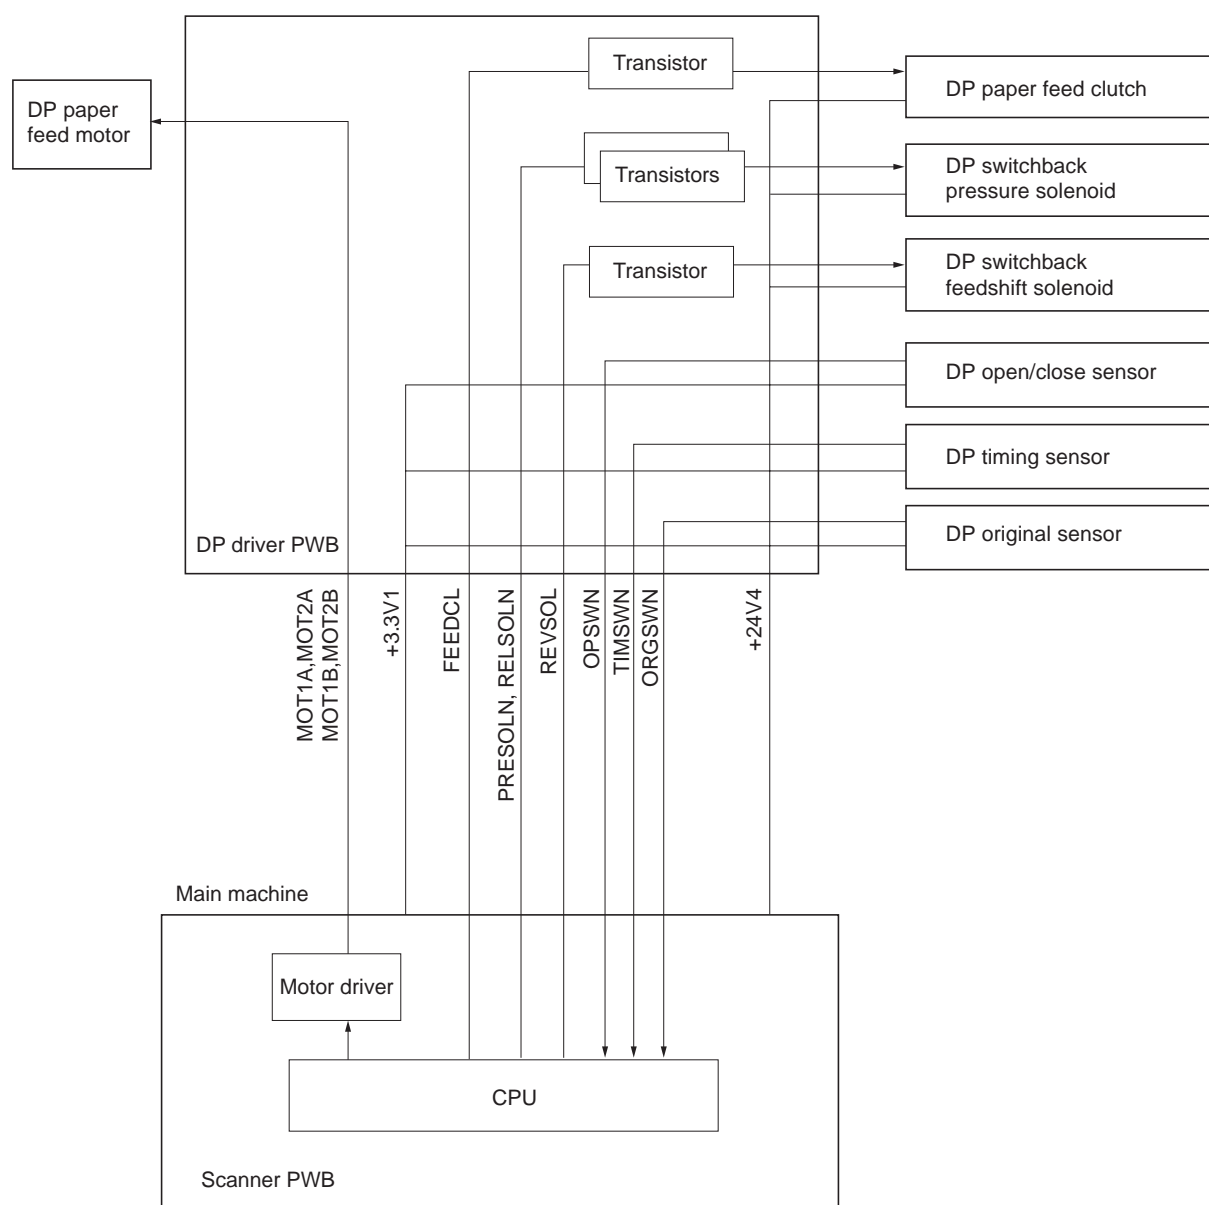 Transistor
DP paper feed clutch
DP paper
feed motor
Transistors
DP switchback
pressure solenoid
Transistor
DP switchback
feedshift solenoid
DP open/close sensor
DP timing sensor
DP original sensor
DP driver PWB
MOT1A,MOT2A
MOT1B,MOT2B
+3.3V1
FEEDCL
PRESOLN, RELSOLN
REVSOL
OPSWN
TIMSWN
ORGSWN
+24V4
Main machine
Motor driver
CPU
Scanner PWB